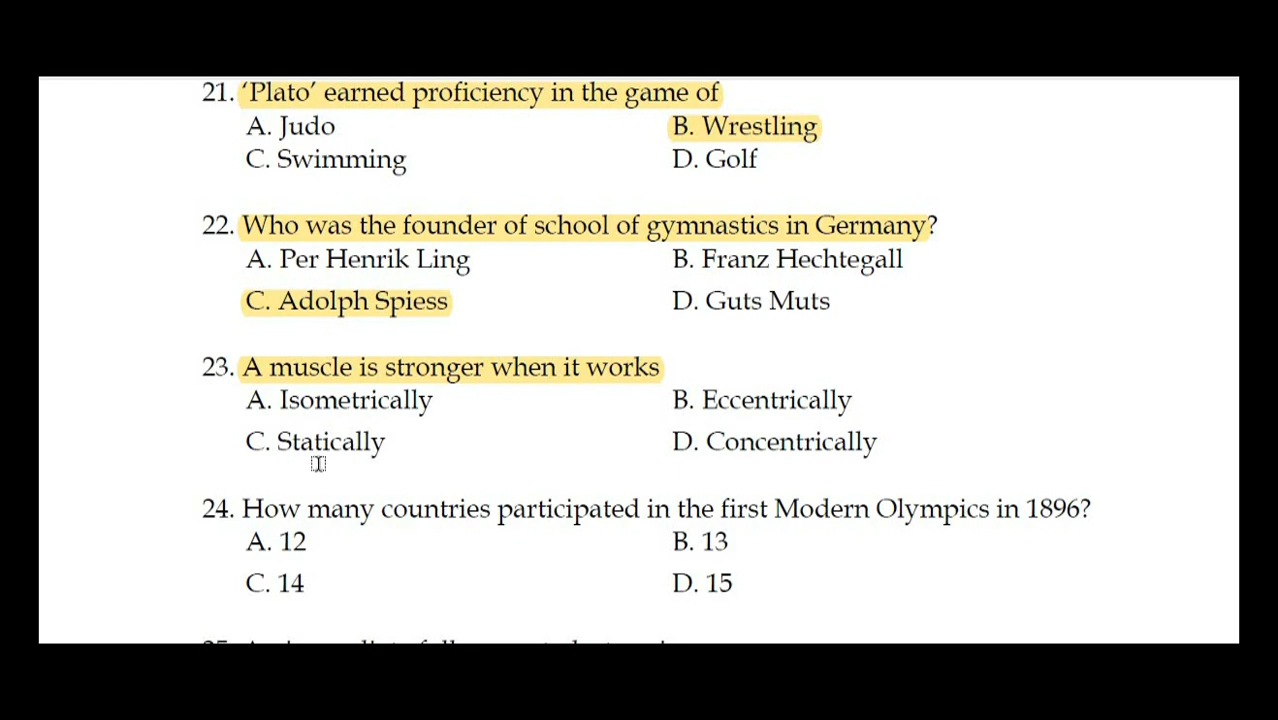 21. ‘Plato’ earned proficiency in the game of
A. Judo B. Wrestling
C. Swimming D. Golf
22. Who was the founder of school of gymnastics in Germany?
A. Per Henrik Ling B. Franz Hechtegall
C. Adolph Spiess D. Guts Muts
23. A muscle is stronger when it works
A. Isometrically B. Eccentrically
C. Statically D. Concentrically
24. How many countries participated in the first Modern Olympics in 1896?
A. 12 B. 13
C. 14 D. 15